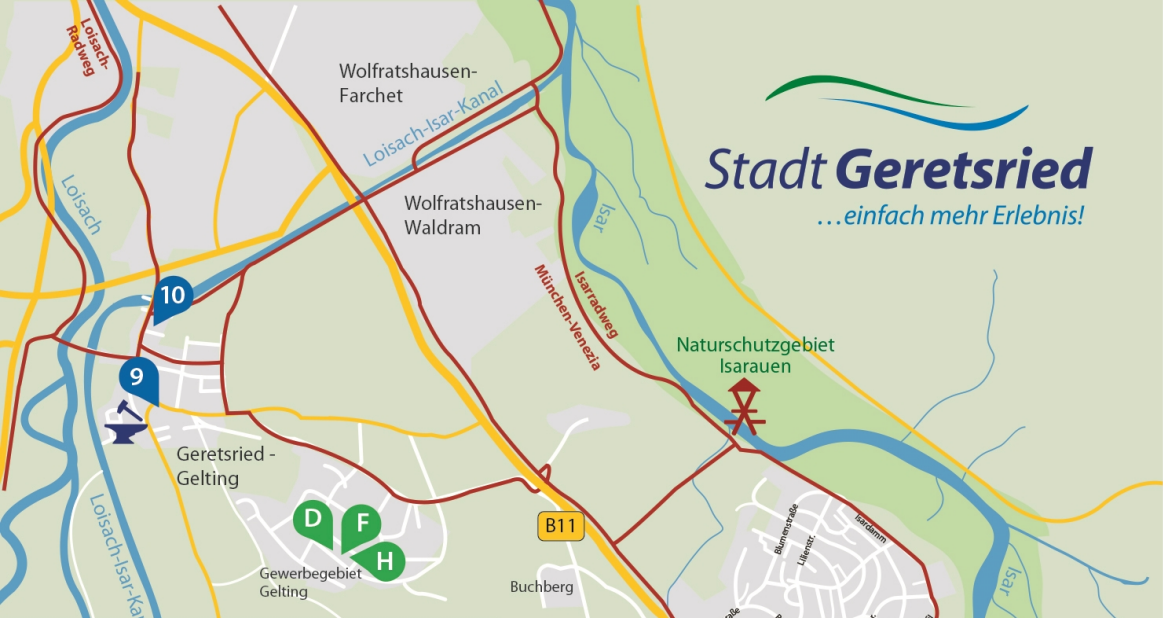 Loisach-
Radweg
Wolfratshausen-
Farchet
Loisach-Isar-Kanal
Stadt Geretsried
...einfach mehr Erlebnis!
Loisach
Wolfratshausen-
Waldram
Isar
Isarradweg
München-Venezia
10
Naturschutzgebiet
Isarauen
9
Geretsried -
Gelting
D
F
H
B11
Gewerbegebiet
Gelting
Buchberg
Loisach-Isar-Ka
Blumenstraße
Lilienstr.
Isardamm
Isar